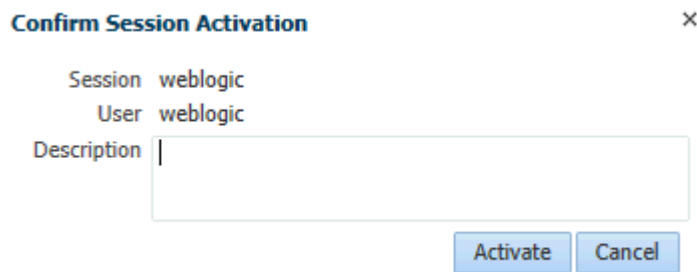 Confirm Session Activation
Session weblogic
User weblogic
Description
Activate Cancel